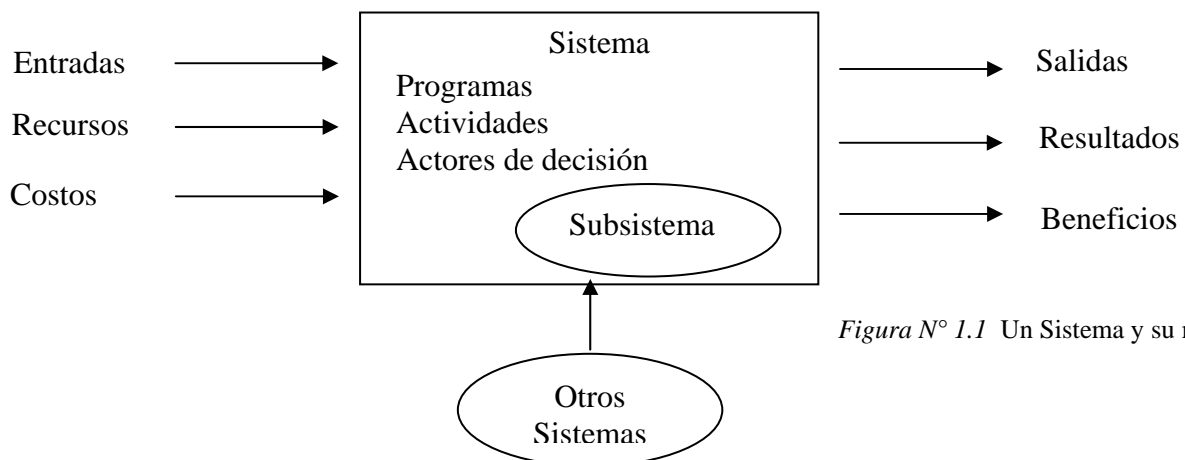 Sistema
Entradas
Recursos
Costos
Programas
Actividades
Actores de decisión
Subsistema
Salidas
Resultados
Beneficios
Figura N° 1.1 Un Sistema y su
Otros
Sistemas